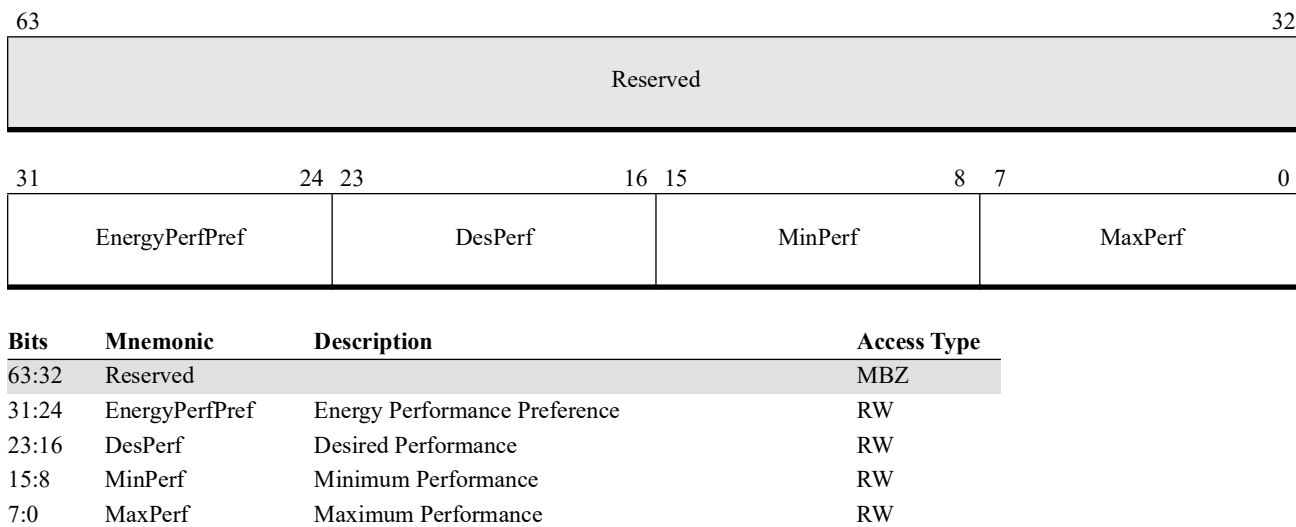 63 32
Reserved
31 24 23 16 15 8 7 0
EnergyPerfPref DesPerf MinPerf MaxPerf
Bits Mnemonic Description Access Type
63:32 Reserved MBZ
31:24 EnergyPerfPref Energy Performance Preference RW
23:16 DesPerf Desired Performance RW
15:8 MinPerf Minimum Performance RW
7:0 MaxPerf Maximum Performance RW